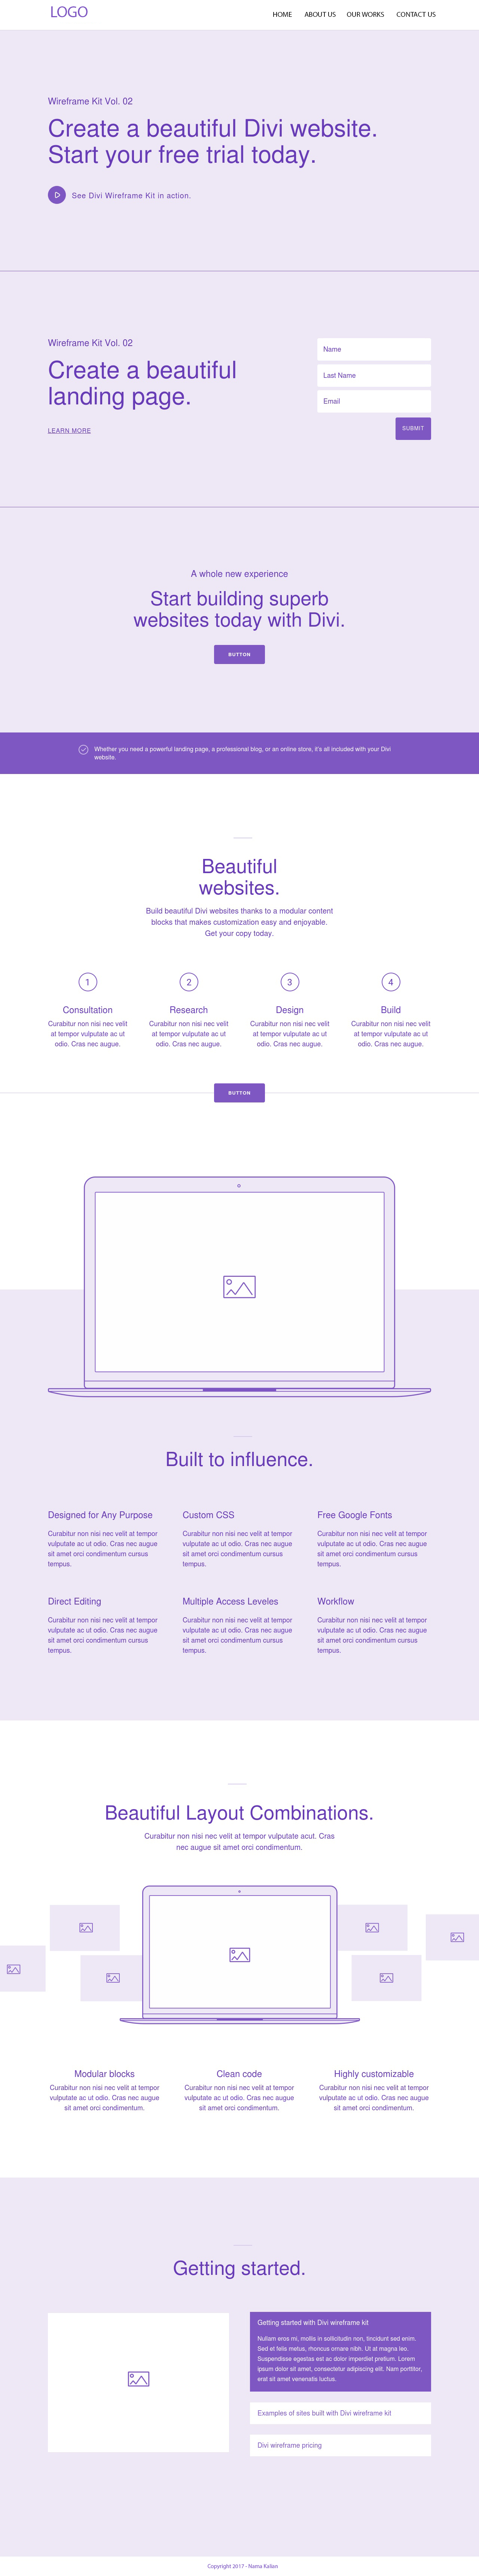 LOGO
HOME ABOUT US OUR WORKS CONTACT US
Wireframe Kit Vol. 02
Create a beautiful Divi website.
Start your free trial today.
See Divi Wireframe Kit in action.
Wireframe Kit Vol. 02
Create a beautiful
landing page.
LEARN MORE
Name
Last Name
Email
SUBMIT
A whole new experience
Start building superb
websites today with Divi.
BUTTON
Whether you need a powerful landing page, a professional blog, or an online store, it's all included with your Divi
website.
Beautiful
websites.
Build beautiful Divi websites thanks to a modular content
blocks that makes customization easy and enjoyable.
Get your copy today.
1
Consultation
Curabitur non nisi nec velit
at tempor vulputate ac ut
odio. Cras nec augue.
2
Research
Curabitur non nisi nec velit
at tempor vulputate ac ut
odio. Cras nec augue.
3
Design
Curabitur non nisi nec velit
at tempor vulputate ac ut
odio. Cras nec augue.
4
Build
Curabitur non nisi nec velit
at tempor vulputate ac ut
odio. Cras nec augue.
BUTTON
Built to influence.
Designed for Any Purpose
Curabitur non nisi nec velit at tempor
vulputate ac ut odio. Cras nec augue
sit amet orci condimentum cursus
tempus.
Custom CSS
Curabitur non nisi nec velit at tempor
vulputate ac ut odio. Cras nec augue
sit amet orci condimentum cursus
tempus.
Free Google Fonts
Curabitur non nisi nec velit at tempor
vulputate ac ut odio. Cras nec augue
sit amet orci condimentum cursus
tempus.
Direct Editing
Curabitur non nisi nec velit at tempor
vulputate ac ut odio. Cras nec augue
sit amet orci condimentum cursus
tempus.
Multiple Access Leveles
Curabitur non nisi nec velit at tempor
vulputate ac ut odio. Cras nec augue
sit amet orci condimentum cursus
tempus.
Workflow
Curabitur non nisi nec velit at tempor
vulputate ac ut odio. Cras nec augue
sit amet orci condimentum cursus
tempus.
Beautiful Layout Combinations.
Curabitur non nisi nec velit at tempor vulputate acut. Cras
nec augue sit amet orci condimentum.
Modular blocks
Curabitur non nisi nec velit at tempor
vulputate ac ut odio. Cras nec augue
sit amet orci condimentum.
Clean code
Curabitur non nisi nec velit at tempor
vulputate ac ut odio. Cras nec augue
sit amet orci condimentum.
Highly customizable
Curabitur non nisi nec velit at tempor
vulputate ac ut odio. Cras nec augue
sit amet orci condimentum.
Getting started.
Getting started with Divi wireframe kit
Nullam eros mi, mollis in sollicitudin non, tincidunt sed enim.
Sed et felis metus, rhoncus ornare nibh. Ut at magna leo.
Suspendisse egestas est ac dolor imperdiet pretium. Lorem
ipsum dolor sit amet, consectetur adipiscing elit. Nam porttitor,
erat sit amet venenatis luctus.
Examples of sites built with Divi wireframe kit
Divi wireframe pricing
Copyright 2017 - Nama Kalian